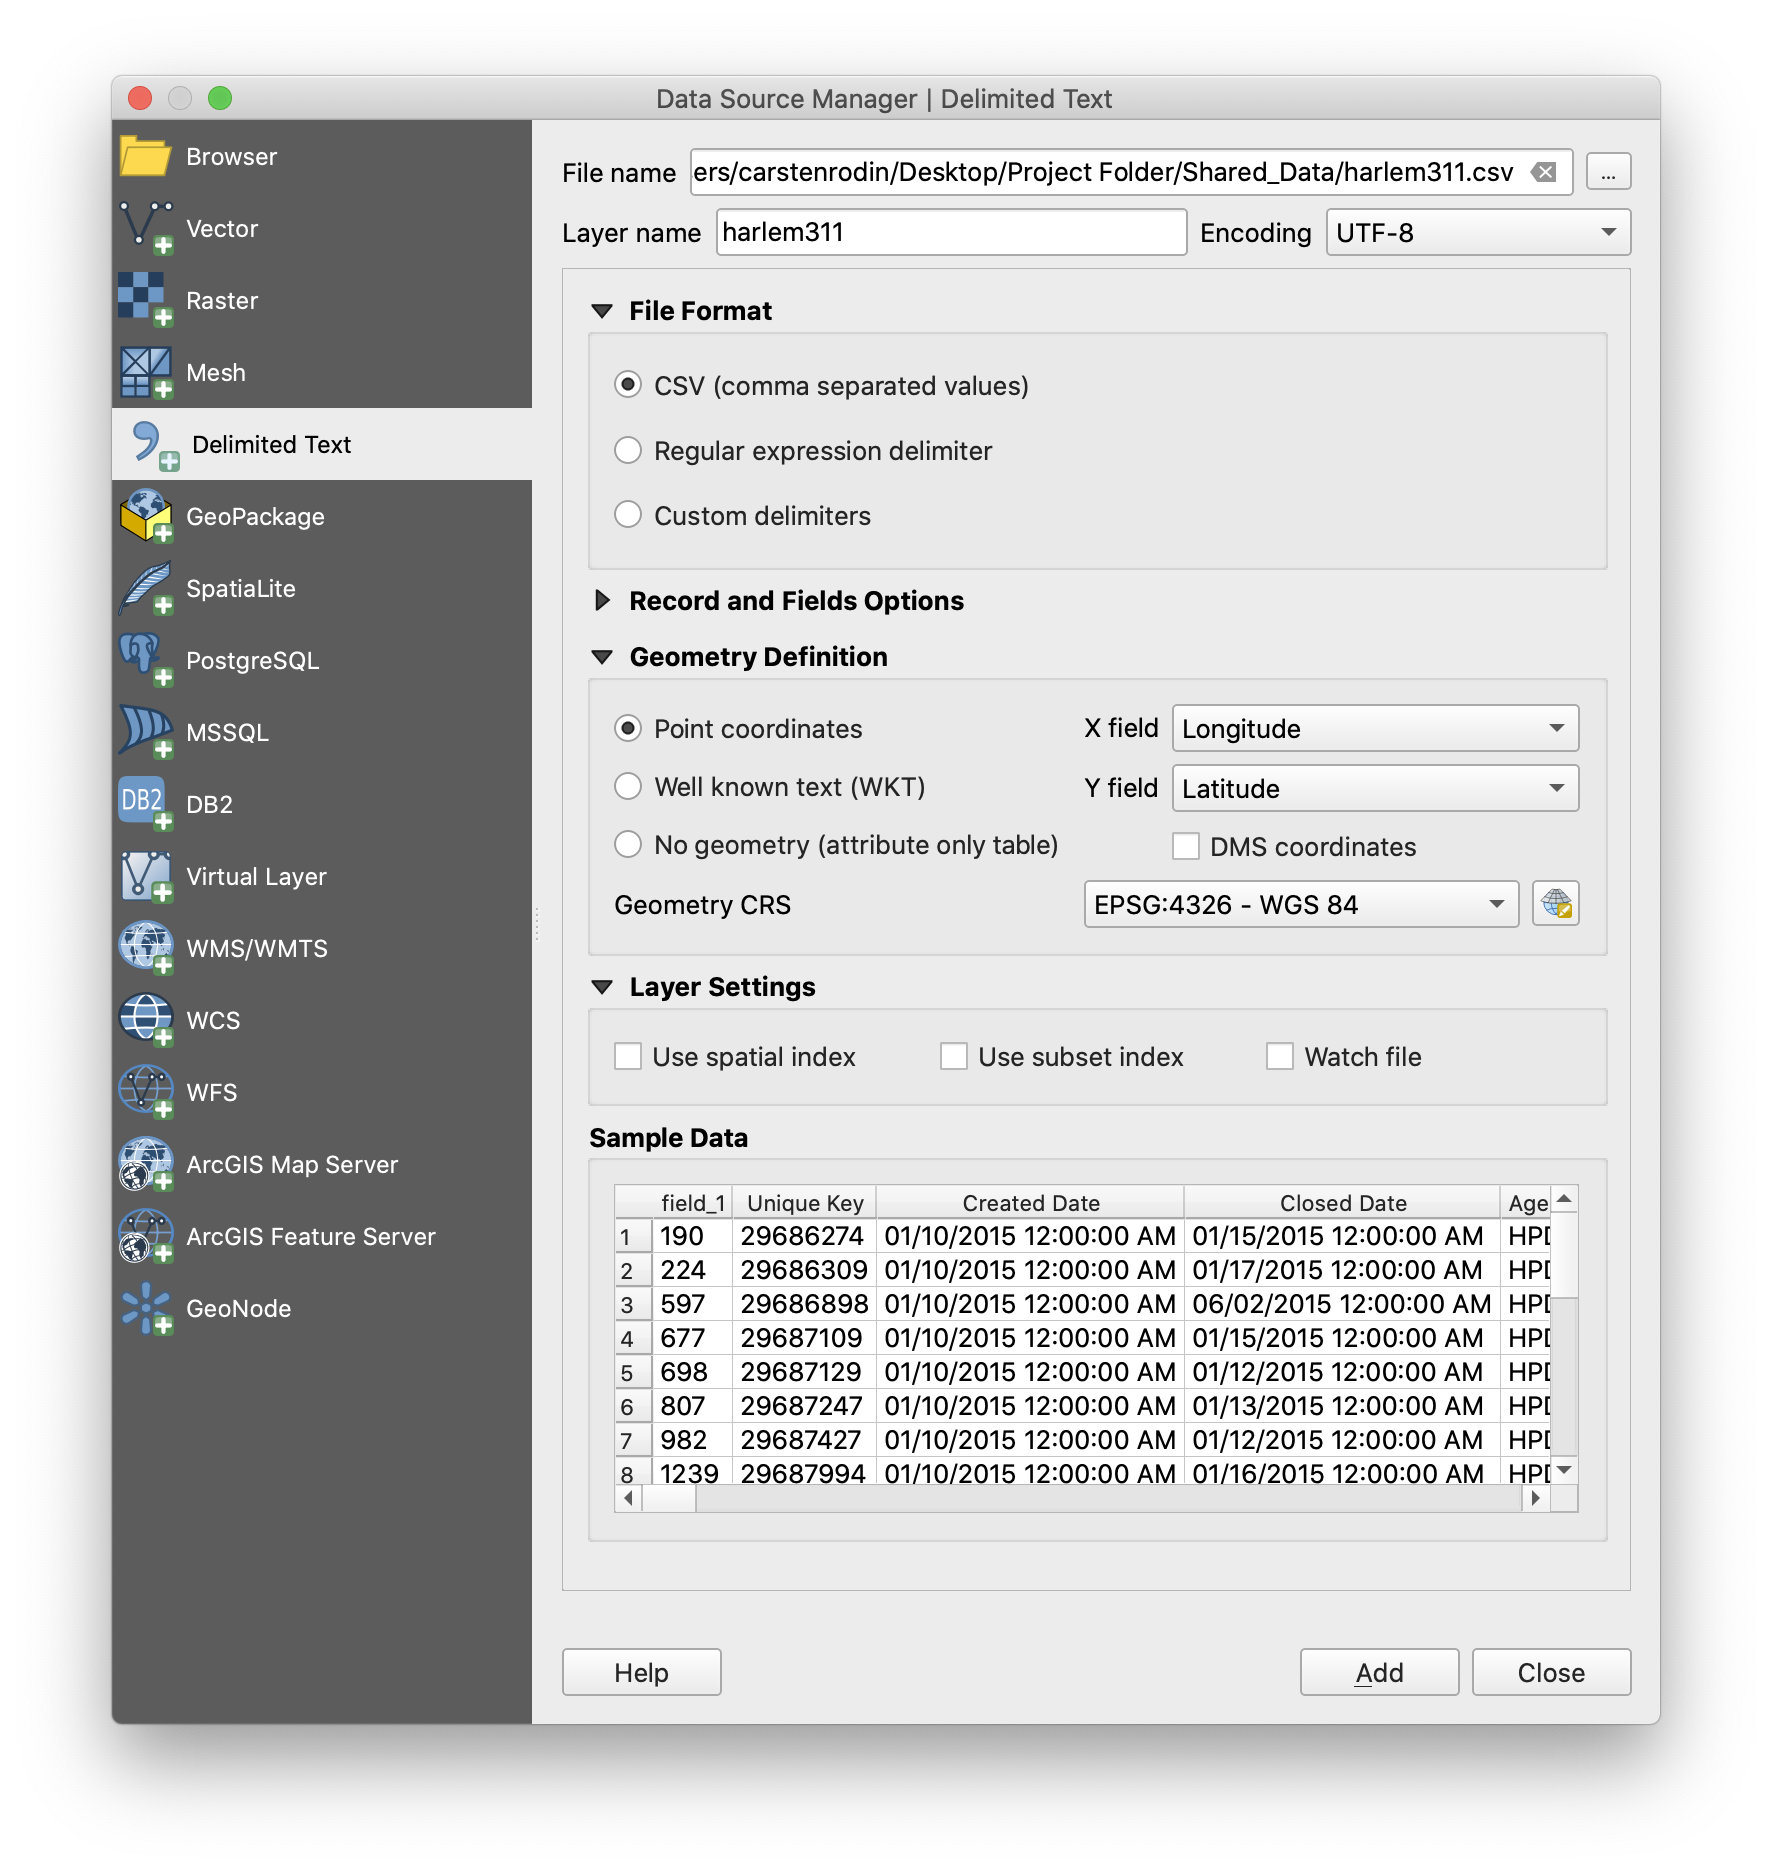 Data Source Manager | Delimited Text
Browser
Vector
Raster
Mesh
Delimited Text
GeoPackage
SpatiaLite
PostgreSQL
MSSQL
DB2
DB2
Virtual Layer
WMS/WMTS
WCS
WFS
ArcGIS Map Server
ArcGIS Feature Server
GeoNode
File name ers/carstenrodin/Desktop/Project Folder/Shared_Data/harlem311.csv ...
Layer name harlem311 Encoding UTF-8
File Format
CSV (comma separated values)
Regular expression delimiter
Custom delimiters
Record and Fields Options
Geometry Definition
Point coordinates X field Longitude
Well known text (WKT) Y field Latitude
No geometry (attribute only table) DMS coordinates
Geometry CRS EPSG:4326 - WGS 84
Layer Settings
Use spatial index Use subset index Watch file
Sample Data
field_1 Unique Key Created Date Closed Date Age
1 190 29686274 01/10/2015 12:00:00 AM 01/15/2015 12:00:00 AM HPD
2 224 29686309 01/10/2015 12:00:00 AM 01/17/2015 12:00:00 AM HPD
3 597 29686898 01/10/2015 12:00:00 AM 06/02/2015 12:00:00 AM HPD
4 677 29687109 01/10/2015 12:00:00 AM 01/15/2015 12:00:00 AM HPD
5 698 29687129 01/10/2015 12:00:00 AM 01/12/2015 12:00:00 AM HPD
6 807 29687247 01/10/2015 12:00:00 AM 01/13/2015 12:00:00 AM HPD
7 982 29687427 01/10/2015 12:00:00 AM 01/12/2015 12:00:00 AM HPD
8 1239 29687994 01/10/2015 12:00:00 AM 01/16/2015 12:00:00 AM HPD
Help Add Close